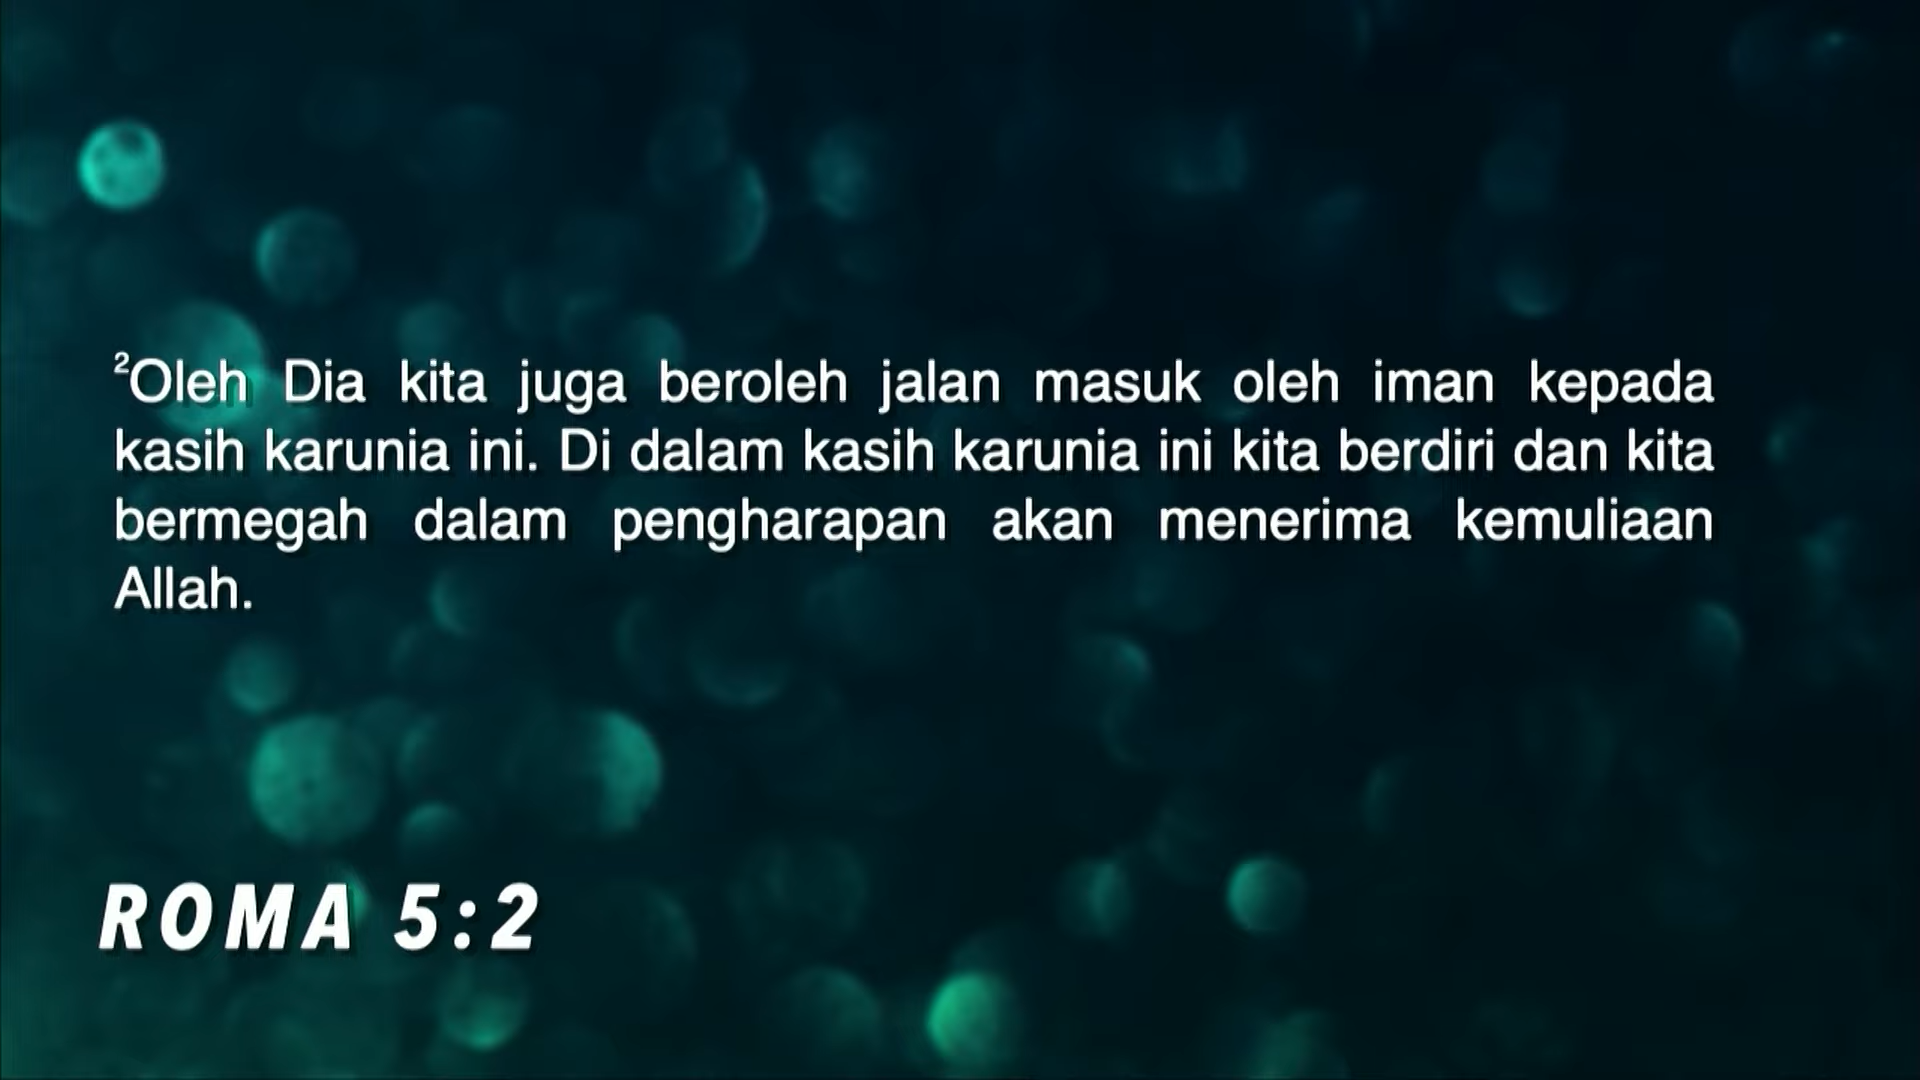 ²Oleh Dia kita juga beroleh jalan masuk oleh iman kepada
kasih karunia ini. Di dalam kasih karunia ini kita berdiri dan kita
bermegah dalam pengharapan akan menerima kemuliaan
Allah.
ROMA 5:2